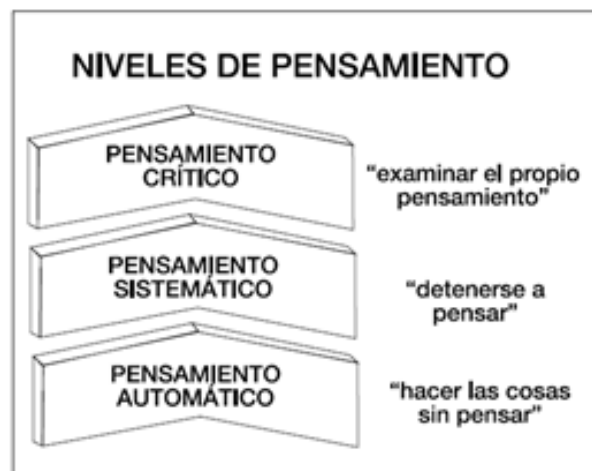 NIVELES DE PENSAMIENTO
PENSAMIENTO
CRÍTICO
“examinar el propio
pensamiento”
PENSAMIENTO
SISTEMÁTICO
“detenerse a
pensar”
PENSAMIENTO
AUTOMÁTICO
“hacer las cosas
sin pensar”